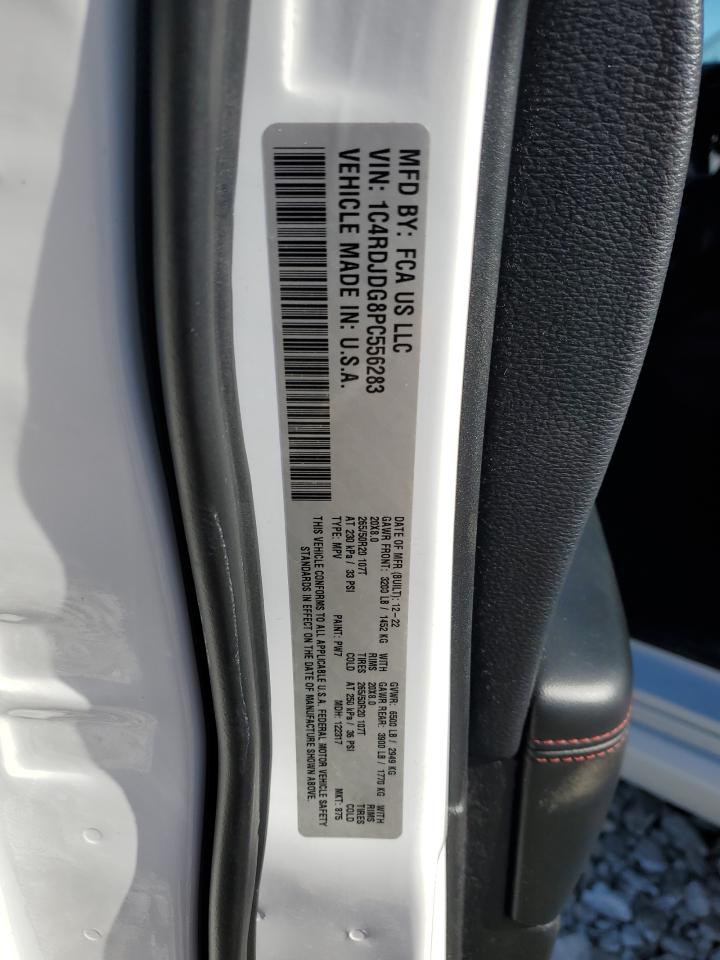 MFD BY: FCA US LLC
VIN: 1C4RDJDG8PC556283
VEHICLE MADE IN: U.S.A.
DATE OF MFR (BUILT): 12-22 GVWR: 6500 LB / 2949 KG
GAWR FRONT: 3200 LB / 1452 KG WITH GAWR REAR: 3900 LB / 1770 KG WITH
20X8.0 RIMS 20X8.0 RIMS
265/50R20 107T TIRES 265/50R20 107T TIRES
AT 230 kPa / 33 PSI COLD AT 250 kPa / 36 PSI COLD
TYPE: MPV PAINT: PW7 MDH: 122317 MKT: 875
THIS VEHICLE CONFORMS TO ALL APPLICABLE U.S.A. FEDERAL MOTOR VEHICLE SAFETY
STANDARDS IN EFFECT ON THE DATE OF MANUFACTURE SHOWN ABOVE.